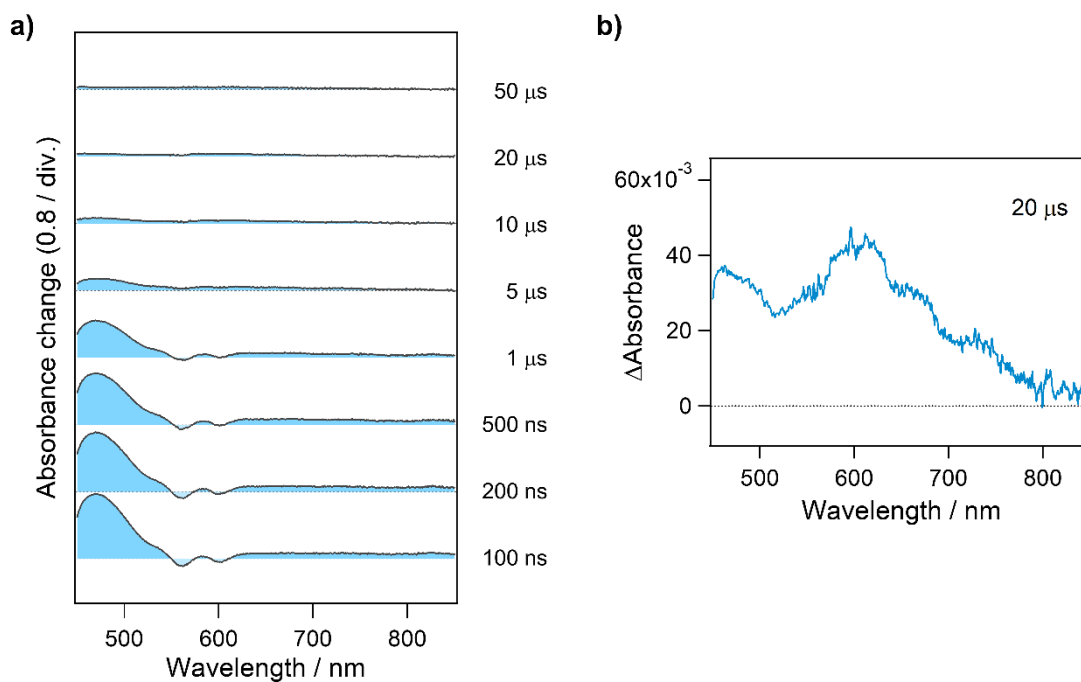 a)
Absorbance change (0.8 / div.)
50 μs
20 μs
10 μs
5 μs
1 μs
500 ns
200 ns
100 ns
500 600 700 800
Wavelength / nm
b)
ΔAbsorbance
60x10⁻³
40
20
0
20 μs
500 600 700 800
Wavelength / nm